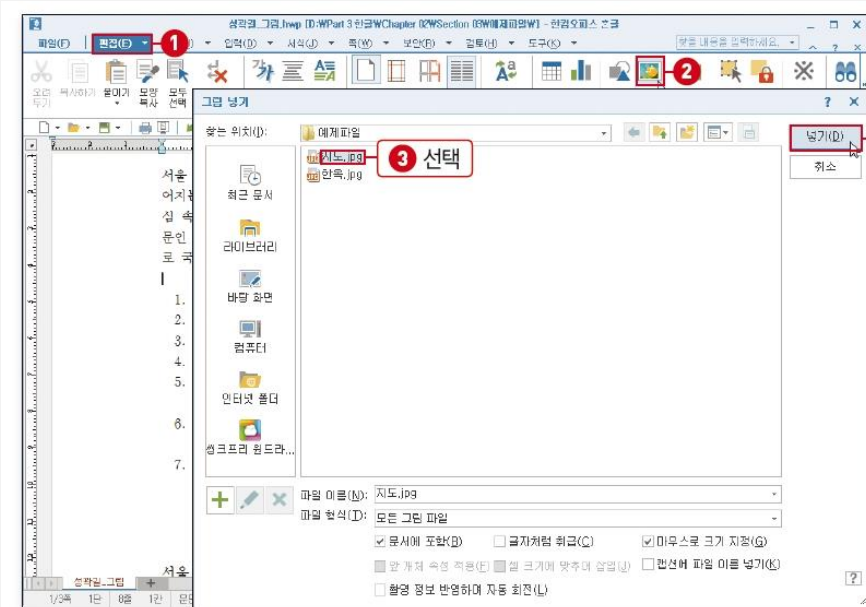 성곽길_그림.hwp [D:₩Part 3 한글₩Chapter 02₩Section 03₩예제파일₩] - 한컴오피스 한글
파일(F) 편집(E) 1 입력(D) 서식(J) 쪽(W) 보안(R) 검토(H) 도구(K) 찾을 내용을 입력하세요.
가 가 2
오려 두기 복사하기 붙이기 모양 복사 모두 선택
그림 넣기
찾는 위치(J): 예제파일 넣기(D)
지도.jpg 3 선택 취소
한옥.jpg
최근 문서
라이브러리
바탕 화면
컴퓨터
인터넷 폴더
씽크프리 윈드라...
서울
어지는
집 속
문인
로 국
1.
2.
3.
4.
5.
6.
7.
서울
파일 이름(N): 지도.jpg
파일 형식(T): 모든 그림 파일
문서에 포함(B) 글자처럼 취급(C) 마우스로 크기 지정(G)
앞 개체 속성 적용(F) 셀 크기에 맞추어 삽입(J) 캡션에 파일 이름 넣기(K)
촬영 정보 반영하여 자동 회전(L)
성곽길_그림
1/3쪽 1단 8줄 1칸